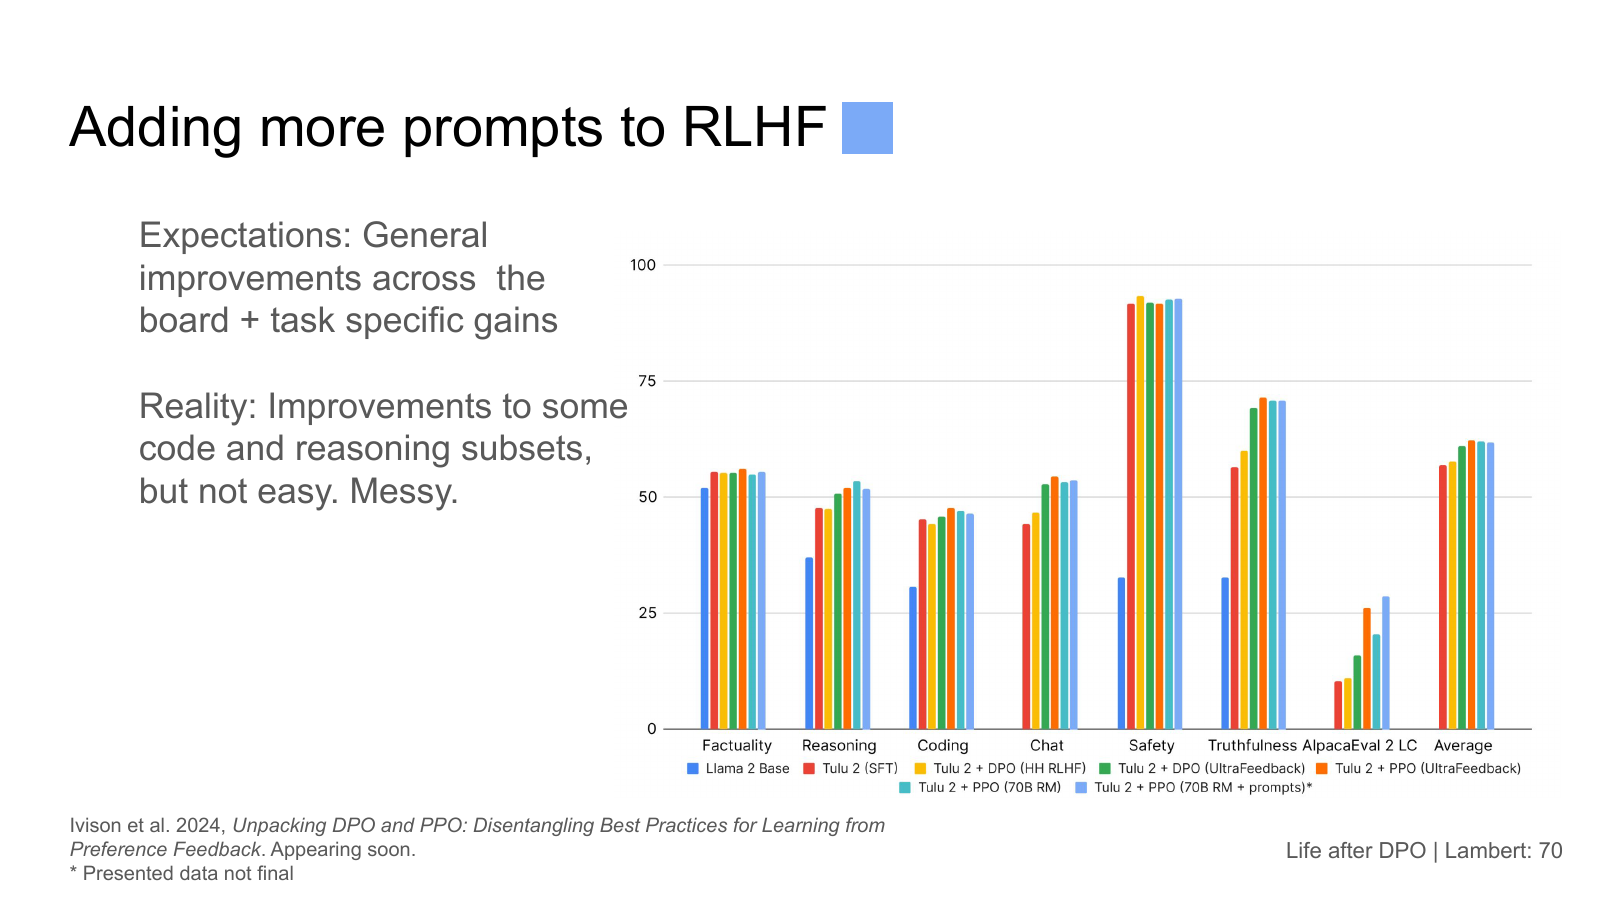 Adding more prompts to RLHF
Expectations: General
improvements across  the
board + task specific gains
Reality: Improvements to some
code and reasoning subsets,
but not easy. Messy.
100
75
50
25
0
Factuality Reasoning Coding Chat Safety Truthfulness AlpacaEval 2 LC Average
Llama 2 Base Tulu 2 (SFT) Tulu 2 + DPO (HH RLHF) Tulu 2 + DPO (UltraFeedback) Tulu 2 + PPO (UltraFeedback)
Tulu 2 + PPO (70B RM) Tulu 2 + PPO (70B RM + prompts)*
Ivison et al. 2024, Unpacking DPO and PPO: Disentangling Best Practices for Learning from
Preference Feedback. Appearing soon.
* Presented data not final
Life after DPO | Lambert: 70